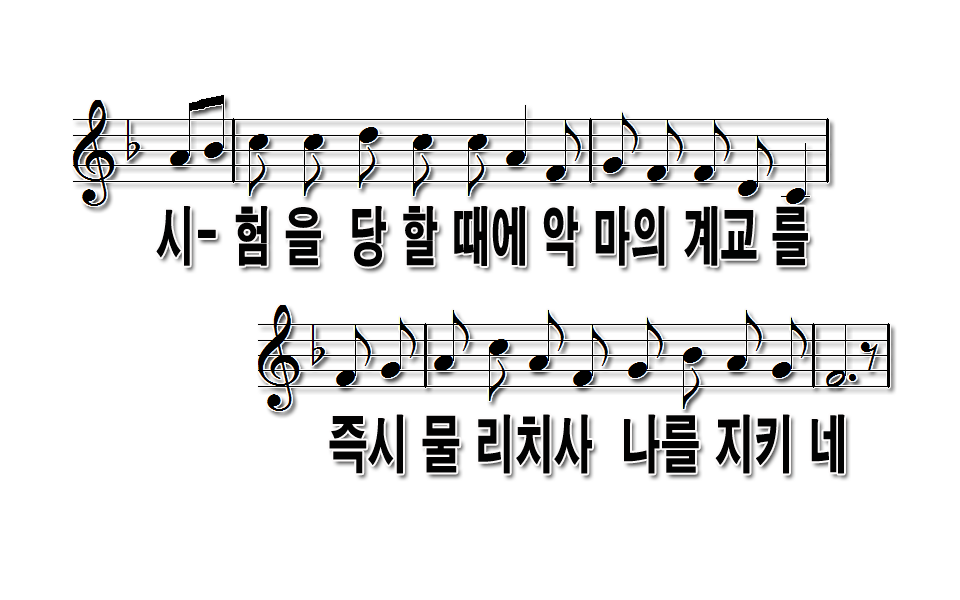 시- 험 을 당 할 때에 악 마의 계교 를
즉시 물 리치사 나를 지키 네